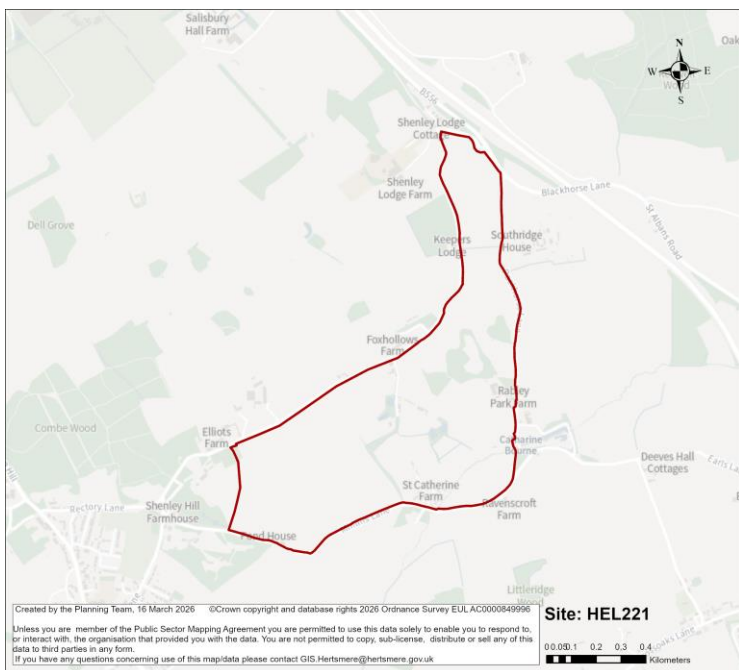 Salisbury
Hall Farm
N
W E
S
B556
Shenley Lodge
Cottage
Shenley
Lodge Farm
Blackhorse Lane
St Albans
Road
Dell Grove
Keepers
Lodge
Southridge
House
Foxhollows
Farm
Rabley
Park Farm
Elliots
Farm
Combe Wood
Catharine
Bourne
Deeves Hall
Cottages
St Catherine
Farm
Rectory Lane
Shenley Hill
Farmhouse
Ravenscroft
Farm
Pond House
Hill
Littleridge
Wood
Created by the Planning Team, 16 March 2026 ©Crown copyright and database rights 2026 Ordnance Survey EUL AC0000849996
Unless you are member of the Public Sector Mapping Agreement you are permitted to use this data solely to enable you to respond to,
or interact with, the organisation that provided you with the data. You are not permitted to copy, sub-license, distribute or sell any of this
data to third parties in any form.
If you have any questions concerning use of this map/data please contact GIS.Hertsmere@hertsmere.gov.uk
Site: HEL221
0 0.05 0.1 0.2 0.3 0.4
Kilometers